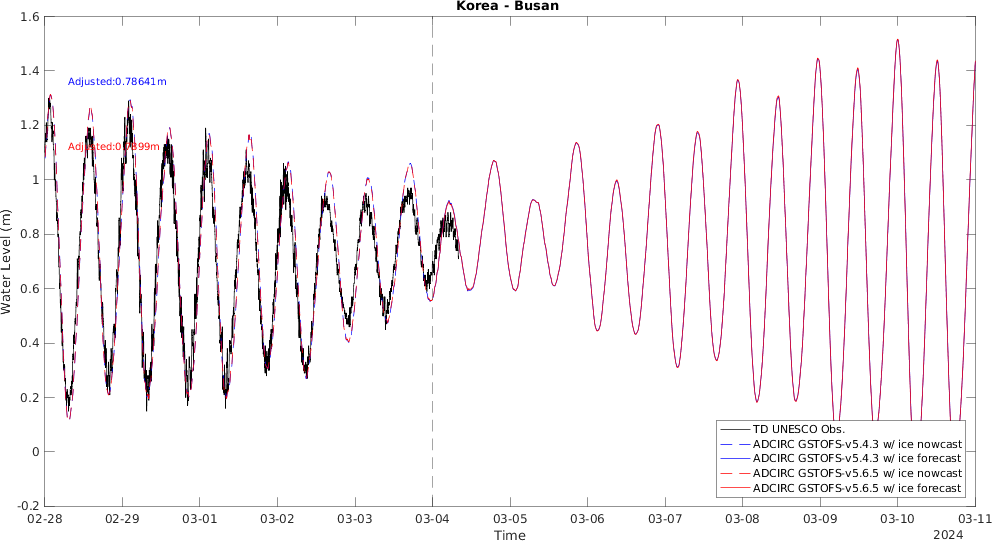 Korea - Busan
1.6
1.4
1.2
1
0.8
0.6
0.4
0.2
0
-0.2
Water Level (m)
Adjusted:0.78641m
TD UNESCO Obs.
ADCIRC GSTOFS-v5.4.3 w/ ice nowcast
ADCIRC GSTOFS-v5.4.3 w/ ice forecast
ADCIRC GSTOFS-v5.6.5 w/ ice nowcast
ADCIRC GSTOFS-v5.6.5 w/ ice forecast
02-28 02-29 03-01 03-02 03-03 03-04 03-05 03-06 03-07 03-08 03-09 03-10 03-11
Time
2024